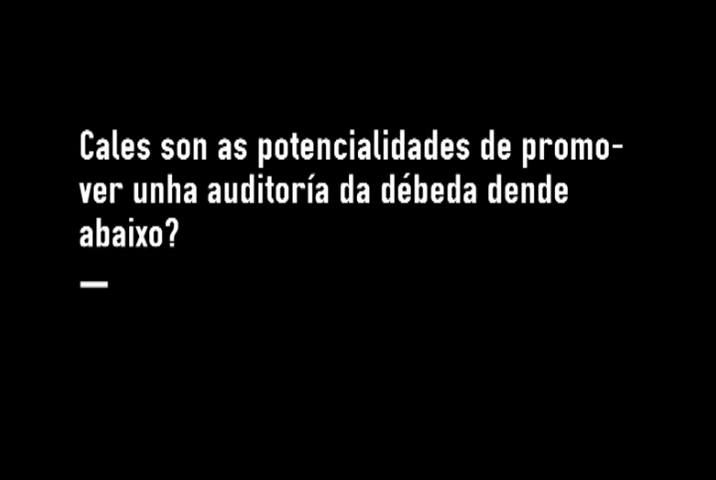 Cales son as potencialidades de promo-
ver unha auditoría da débeda dende
abaixo?